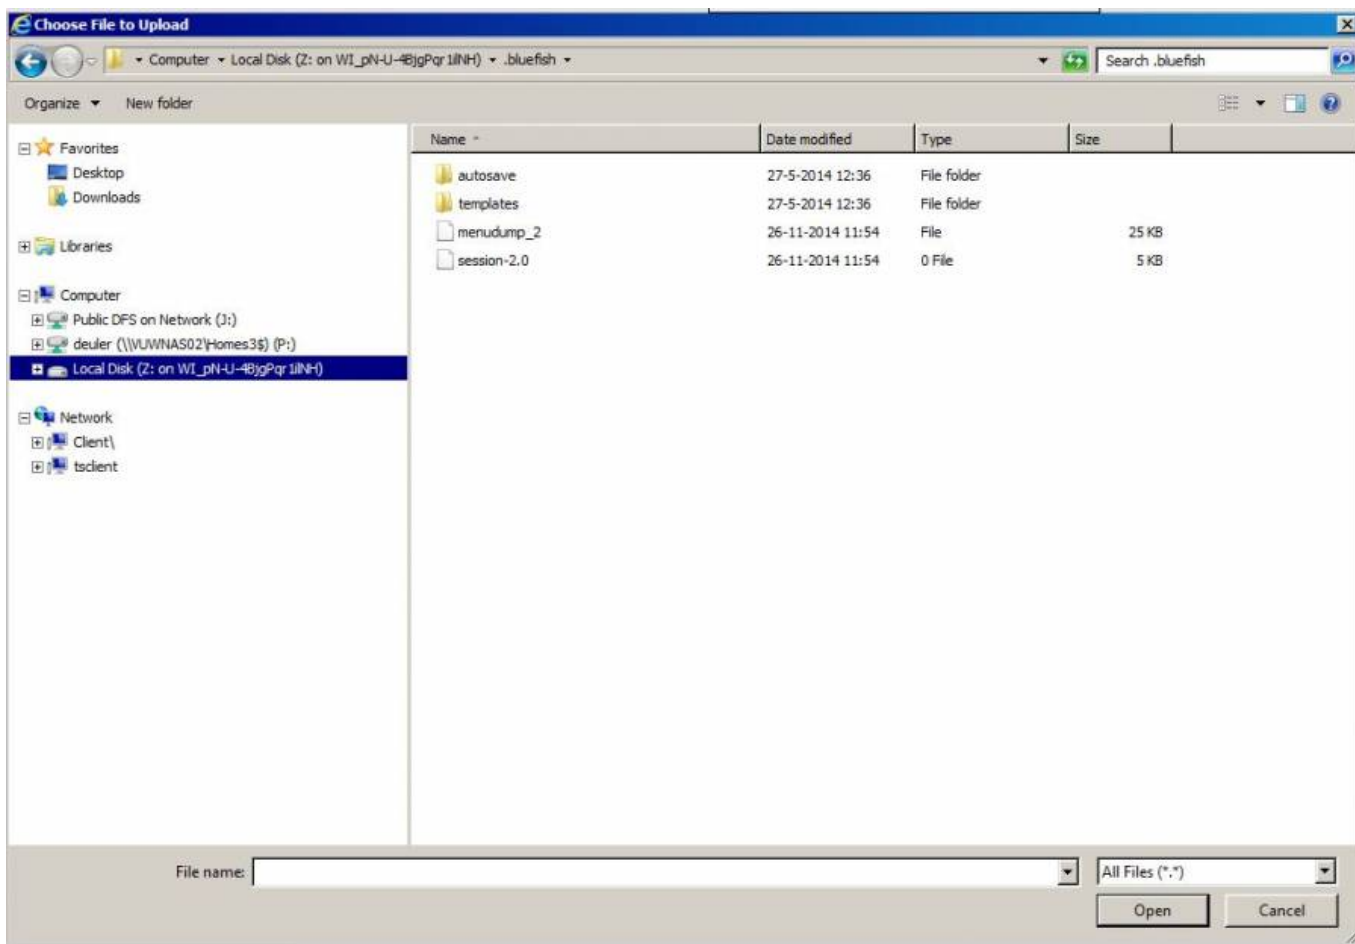 Choose File to Upload
Computer Local Disk (Z: on WI_pN-U-4BjgPqr1ilNH) .bluefish
Search .bluefish
Organize New folder
Name Date modified Type Size
Favorites
Desktop
Downloads
Libraries
Computer
Public DFS on Network (J:)
deuler (\\VUWNAS02\Homes3$) (P:)
Local Disk (Z: on WI_pN-U-4BjgPqr1ilNH)
Network
Client\
tsclient
autosave 27-5-2014 12:36 File folder
templates 27-5-2014 12:36 File folder
menudump_2 26-11-2014 11:54 File 25 KB
session-2.0 26-11-2014 11:54 0 File 5 KB
File name:
All Files (*.*)
Open Cancel